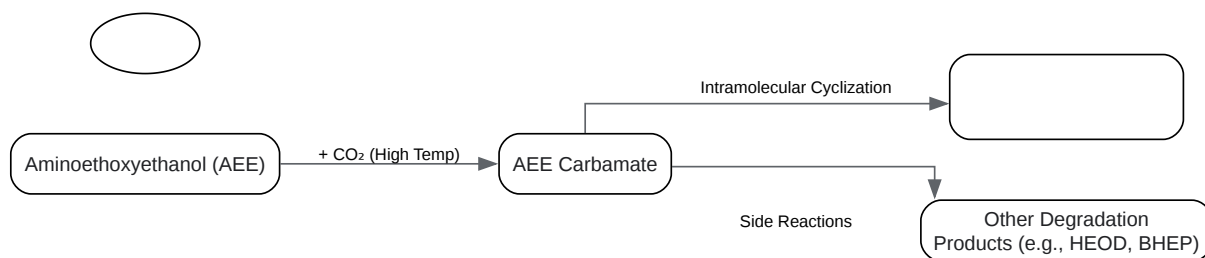 Intramolecular Cyclization
Aminoethoxyethanol (AEE)
+ CO₂ (High Temp)
AEE Carbamate
Side Reactions
Other Degradation
Products (e.g., HEOD, BHEP)